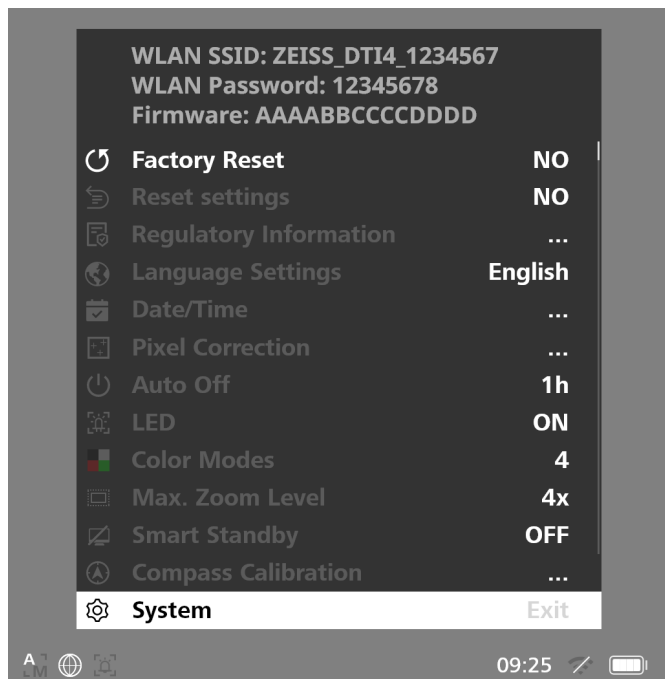 WLAN SSID: ZEISS_DTI4_1234567
WLAN Password: 12345678
Firmware: AAAABBCCCCDDDD
Factory Reset NO
Reset settings NO
Regulatory Information ...
Language Settings English
Date/Time ...
Pixel Correction ...
Auto Off 1h
LED ON
Color Modes 4
Max. Zoom Level 4x
Smart Standby OFF
Compass Calibration ...
System Exit
A M 09:25